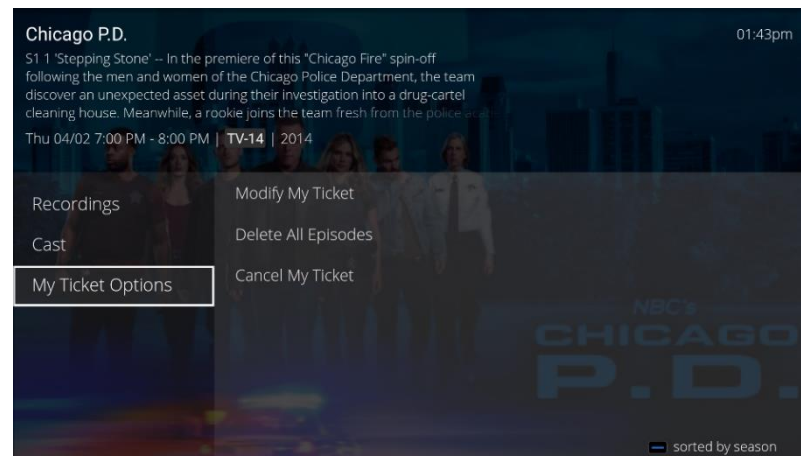 Chicago P.D.
01:43pm
S1 1 'Stepping Stone' -- In the premiere of this "Chicago Fire" spin-off
following the men and women of the Chicago Police Department, the team
discover an unexpected asset during their investigation into a drug-cartel
cleaning house. Meanwhile, a rookie joins the team fresh from the police
Thu 04/02 7:00 PM - 8:00 PM | TV-14 | 2014
Recordings
Cast
My Ticket Options
Modify My Ticket
Delete All Episodes
Cancel My Ticket
NBC's
CHICAGO
P.D.
sorted by season